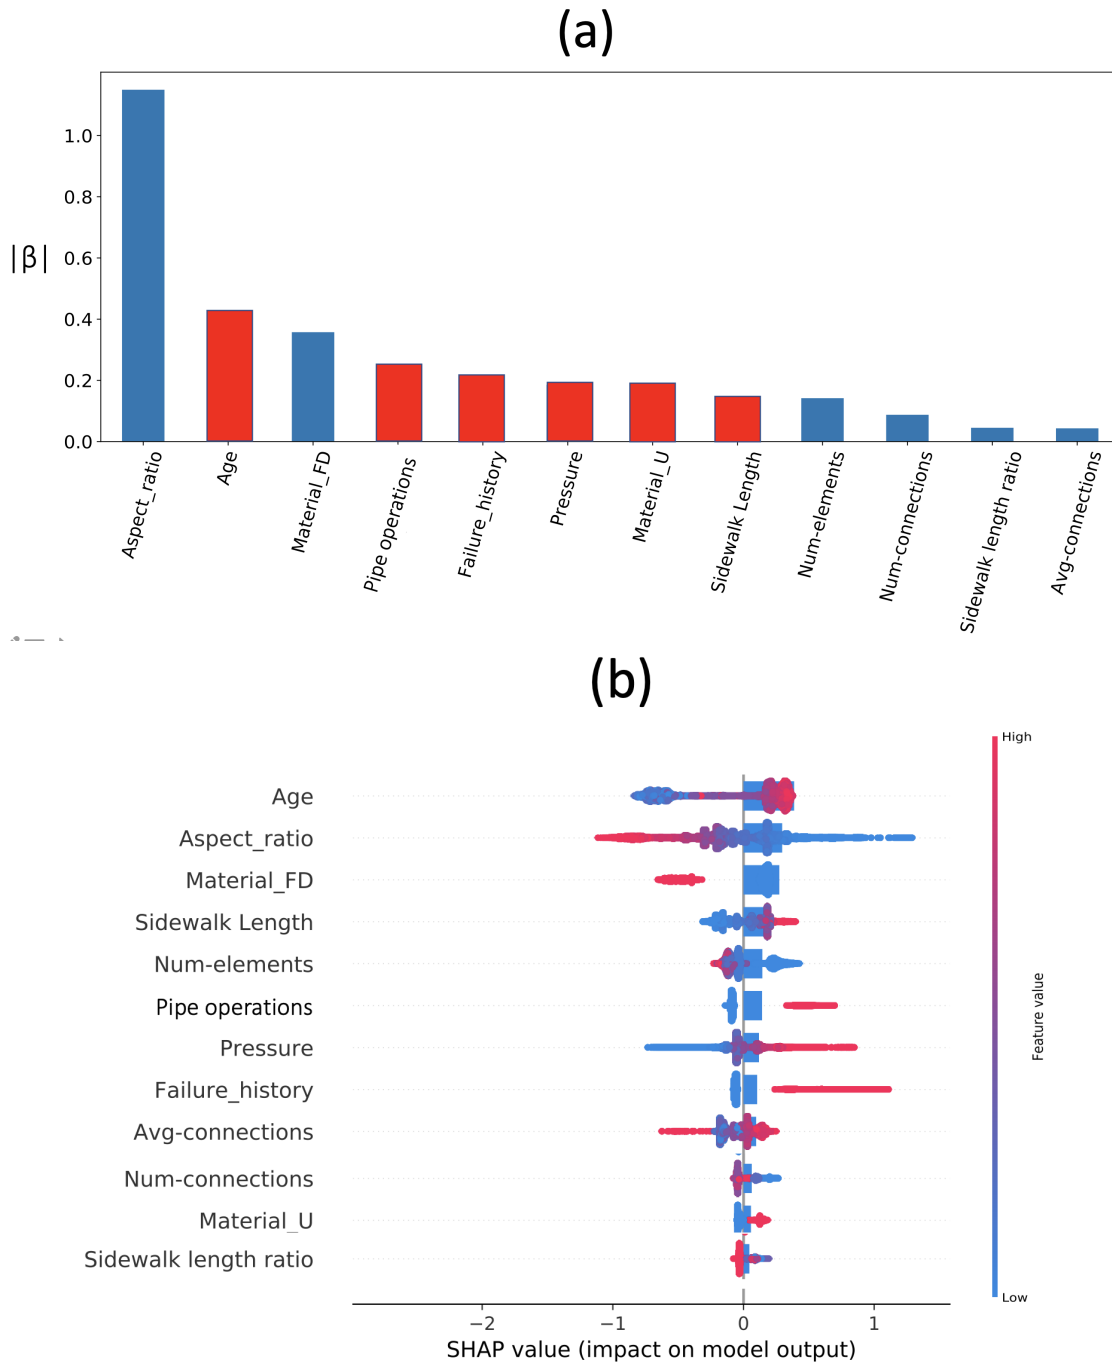 (a)
|β|
1.0
0.8
0.6
0.4
0.2
0.0
Aspect_ratio
Age
Material_FD
Pipe operations
Failure_history
Pressure
Material_U
Sidewalk Length
Num-elements
Num-connections
Sidewalk length ratio
Avg-connections
(b)
High
Age
Aspect_ratio
Material_FD
Sidewalk Length
Num-elements
Pipe operations
Pressure
Failure_history
Avg-connections
Num-connections
Material_U
Sidewalk length ratio
Feature value
Low
−2
−1
0
1
SHAP value (impact on model output)